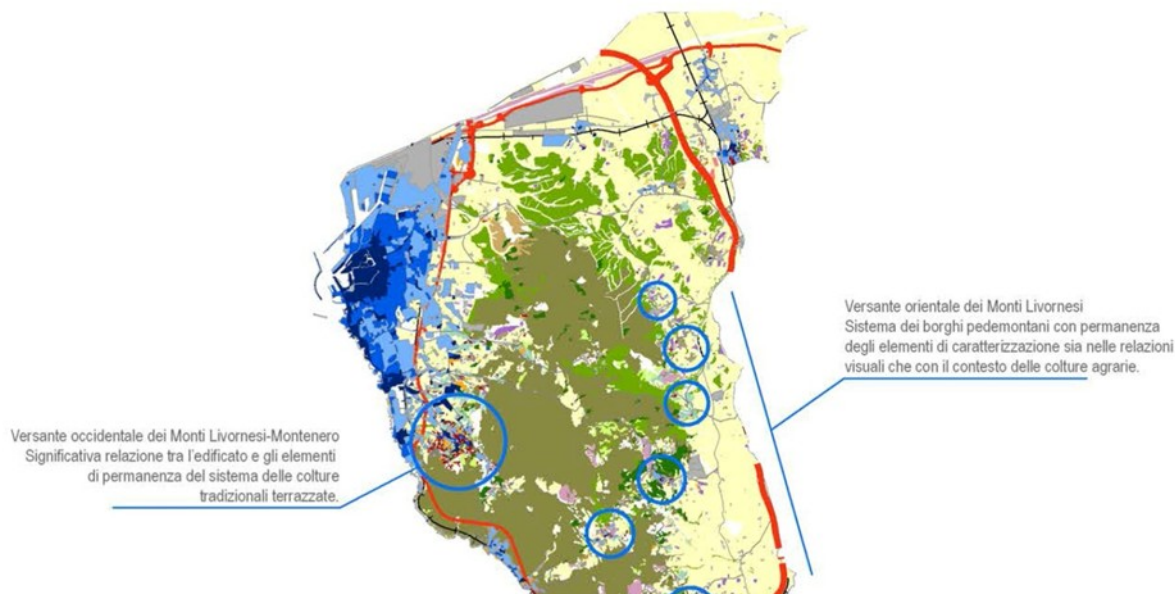 Versante orientale dei Monti Livornesi
Sistema dei borghi pedemontani con permanenza
degli elementi di caratterizzazione sia nelle relazioni
visuali che con il contesto delle colture agrarie.
Versante occidentale dei Monti Livornesi-Montenero
Significativa relazione tra l'edificato e gli elementi
di permanenza del sistema delle colture
tradizionali terrazzate.